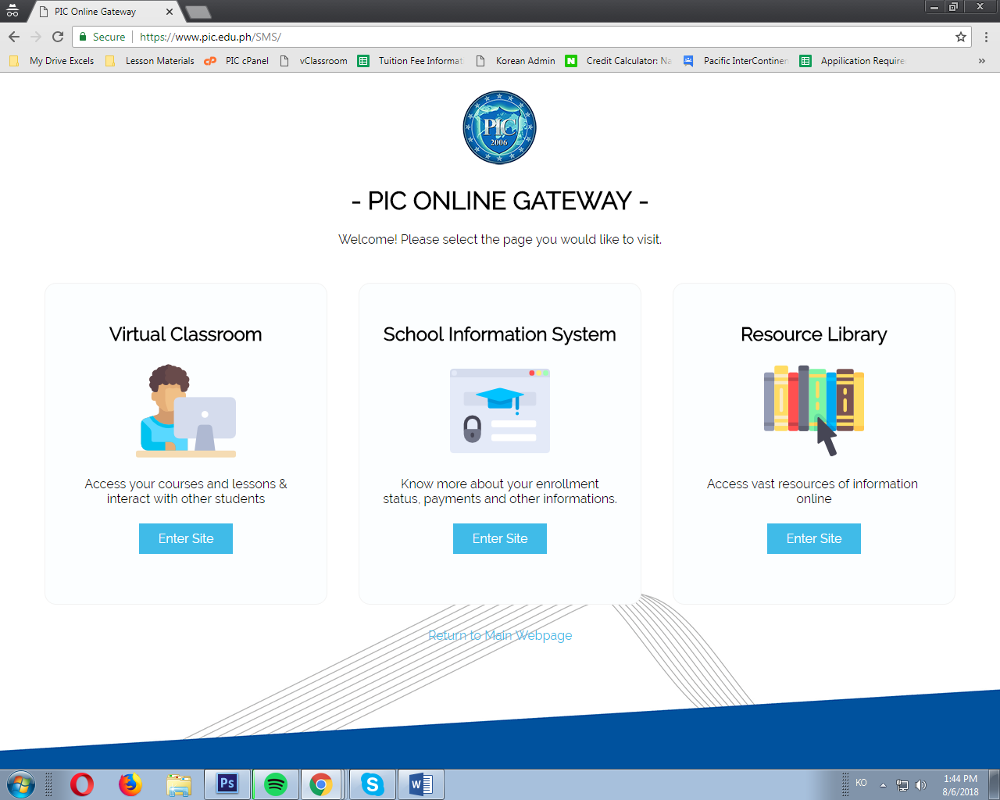 PIC Online Gateway
Secure
https://www.pic.edu.ph/SMS/
My Drive Excels
Lesson Materials
cP
PIC cPanel
vClassroom
Tuition Fee Informat
Korean Admin
N
Credit Calculator: Na
Pacific InterContinen
Appilication Require
PIC
2006
- PIC ONLINE GATEWAY -
Welcome! Please select the page you would like to visit.
Virtual Classroom
Access your courses and lessons &
interact with other students
Enter Site
School Information System
Know more about your enrollment
status, payments and other informations.
Enter Site
Resource Library
Access vast resources of information
online
Enter Site
Return to Main Webpage
Ps
S
W
KO
1:44 PM
8/6/2018